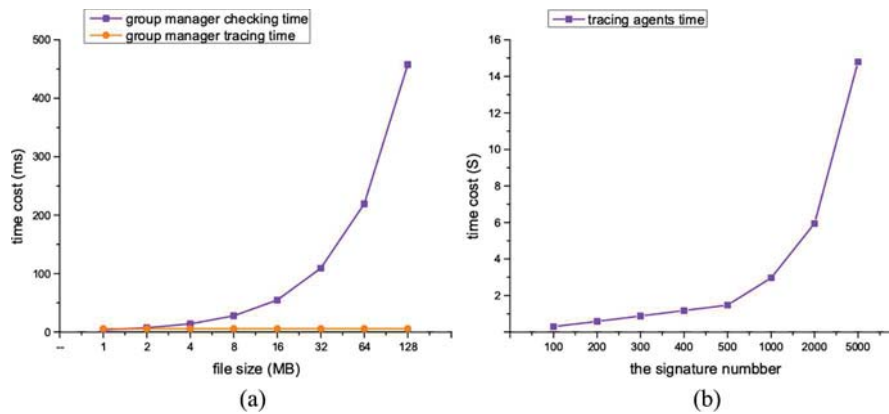 group manager checking time
group manager tracing time
500
400
300
200
100
0
time cost (ms)
-- 1 2 4 8 16 32 64 128
file size (MB)
(a)
tracing agents time
16
14
12
10
8
6
4
2
time cost (S)
100 200 300 400 500 1000 2000 5000
the signature numbber
(b)